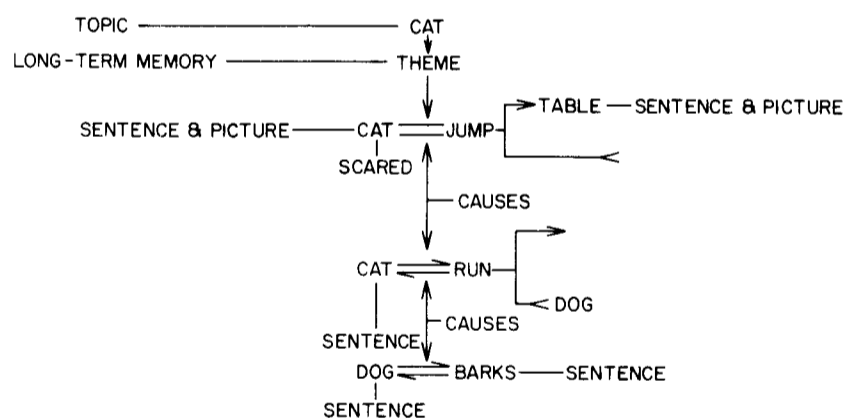 TOPIC CAT
LONG-TERM MEMORY THEME
TABLE SENTENCE & PICTURE
SENTENCE & PICTURE CAT JUMP
SCARED
CAUSES
CAT RUN
DOG
CAUSES
SENTENCE
DOG BARKS SENTENCE
SENTENCE